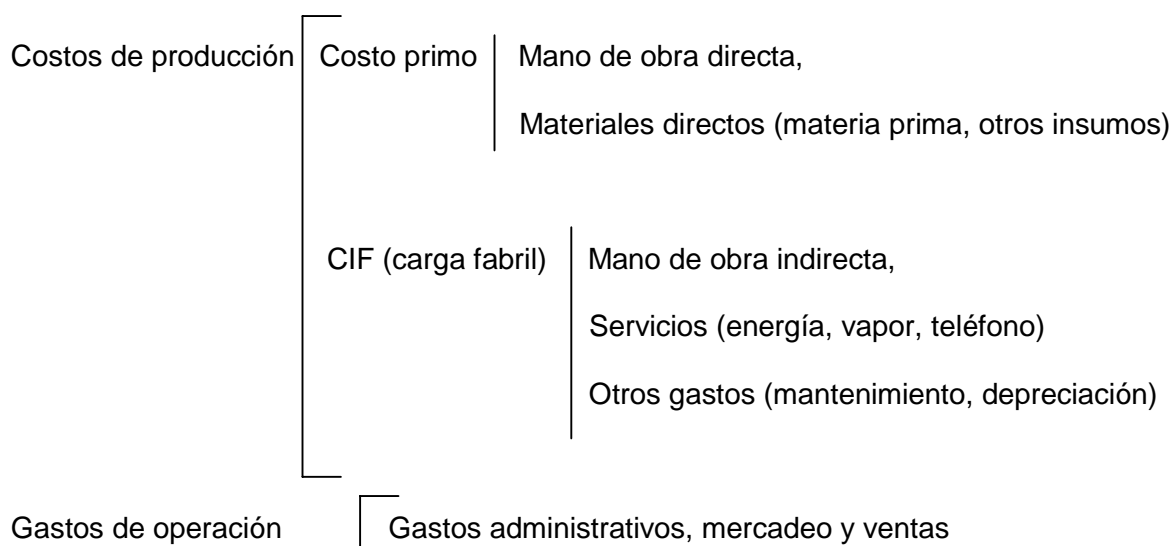 Costos de producción Costo primo Mano de obra directa,
Materiales directos (materia prima, otros insumos)
CIF (carga fabril) Mano de obra indirecta,
Servicios (energía, vapor, teléfono)
Otros gastos (mantenimiento, depreciación)
Gastos de operación Gastos administrativos, mercadeo y ventas